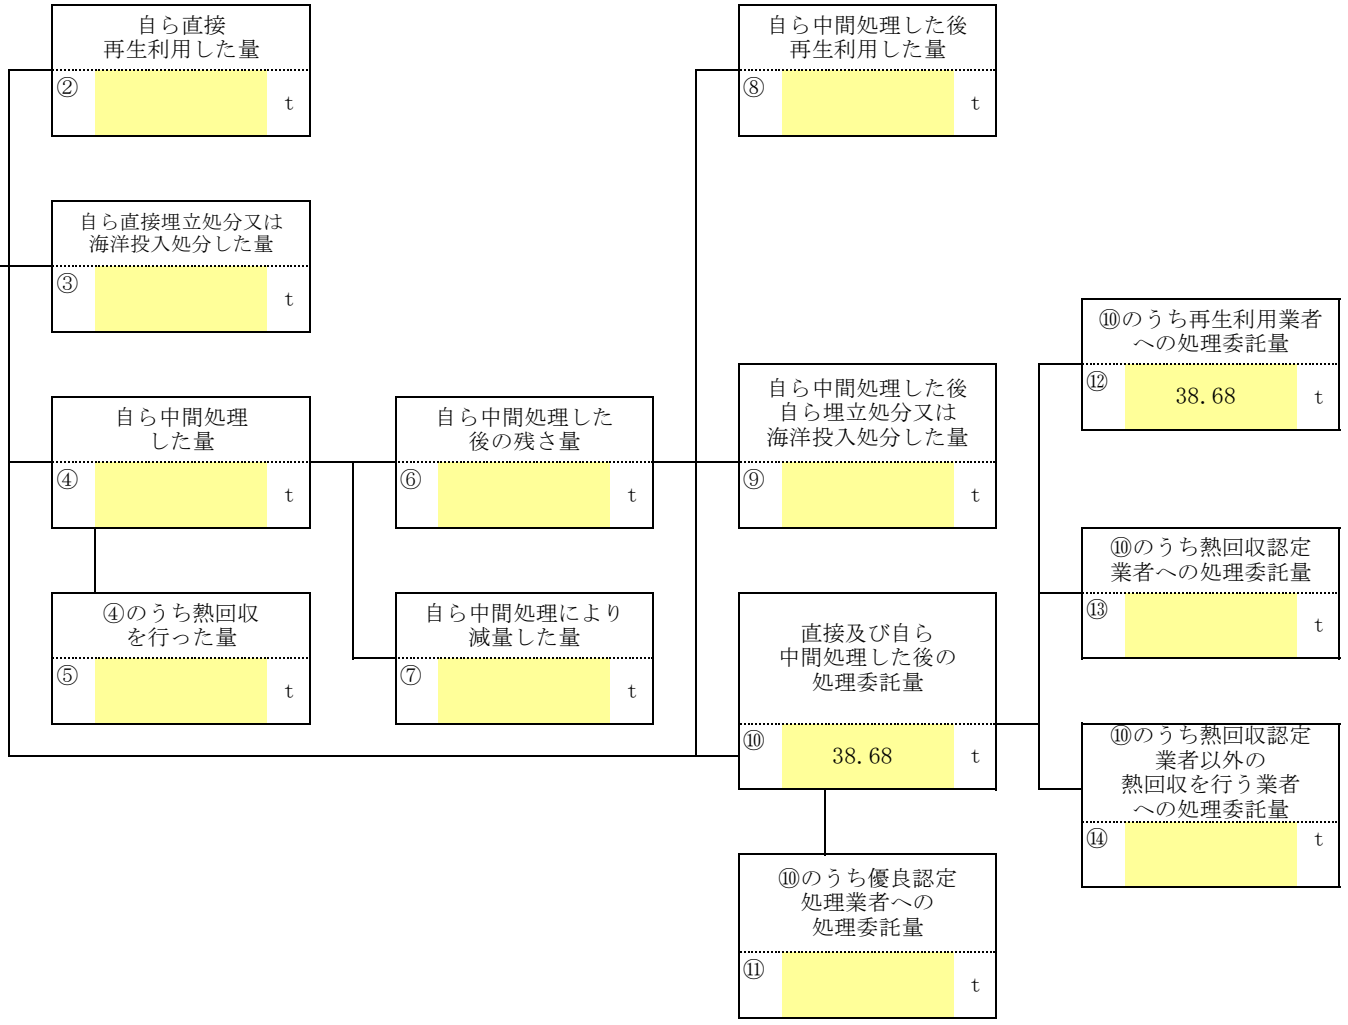 自ら直接
再生利用した量
②
t
自ら中間処理した後
再生利用した量
⑧
t
自ら直接埋立処分又は
海洋投入処分した量
③
t
⑩のうち再生利用業者
への処理委託量
⑫
38.68
t
自ら中間処理
した量
④
t
自ら中間処理した
後の残さ量
⑥
t
自ら中間処理した後
自ら埋立処分又は
海洋投入処分した量
⑨
t
⑩のうち熱回収認定
業者への処理委託量
⑬
t
④のうち熱回収
を行った量
⑤
t
自ら中間処理により
減量した量
⑦
t
直接及び自ら
中間処理した後の
処理委託量
⑩
38.68
t
⑩のうち熱回収認定
業者以外の
熱回収を行う業者
への処理委託量
⑭
t
⑩のうち優良認定
処理業者への
処理委託量
⑪
t